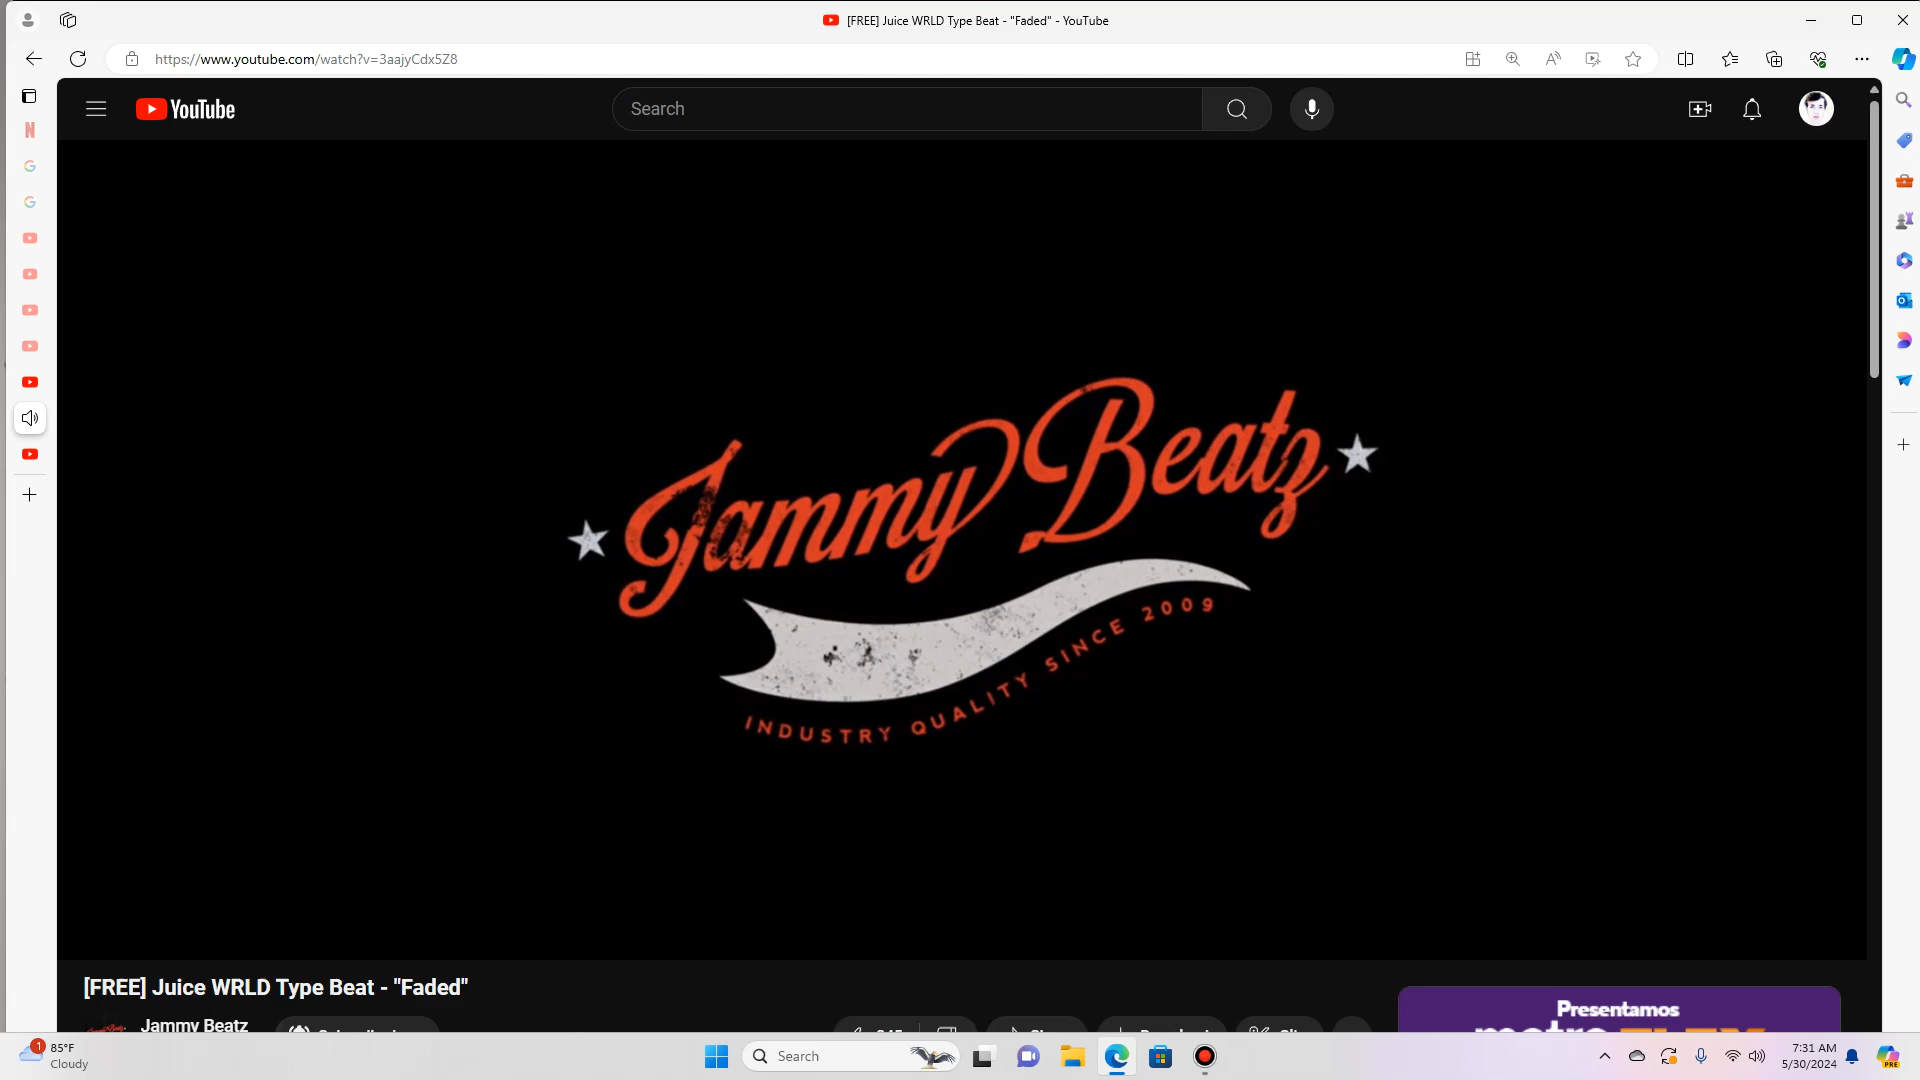 [FREE] Juice WRLD Type Beat - "Faded" - YouTube
https://www.youtube.com/watch?v=3aajyCdx5Z8
YouTube
Search
Jammy Beatz
INDUSTRY QUALITY SINCE 2009
[FREE] Juice WRLD Type Beat - "Faded"
Jammy Beatz
Presentamos
1
85°F
Cloudy
Search
7:31 AM
5/30/2024
PRE